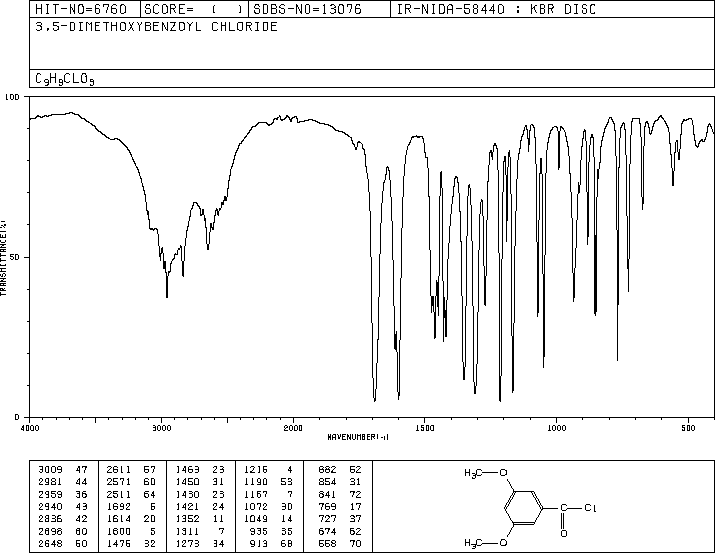 HIT-NO=6760 SCORE= ( ) SDBS-NO=13076 IR-NIDA-58440 : KBR DISC
3,5-DIMETHOXYBENZOYL CHLORIDE
C9H9CLO3
100
50
0
TRANSMITTANCE(%)
4000 3000 2000 1500 1000 500
WAVENUMBER(-1)
3009 47 2611 57 1463 23 1215 4 882 52
2981 44 2571 60 1450 31 1190 53 854 31
2959 36 2511 64 1430 23 1167 7 841 72
2940 43 1692 5 1421 24 1072 30 769 17
2836 42 1614 20 1352 11 1049 14 727 37
2696 60 1600 5 1311 7 935 35 674 62
2648 50 1475 32 1273 34 913 68 558 70
H3C O
C Cl
O
H3C O